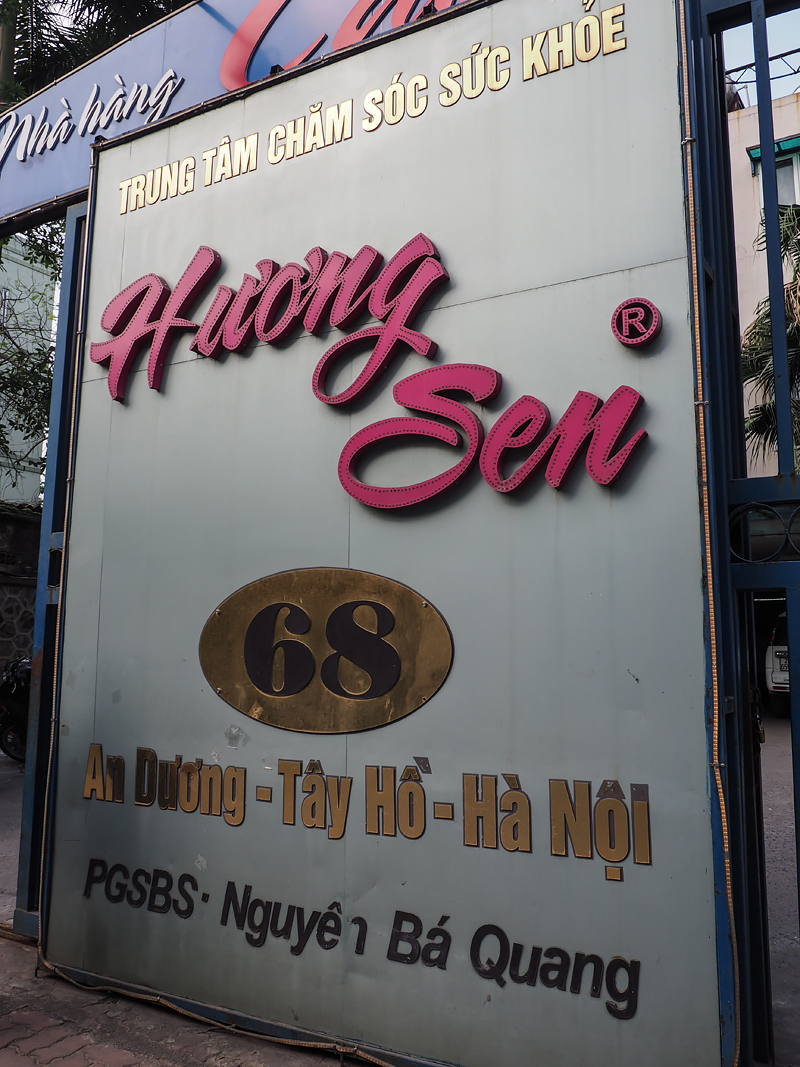 Nhà hàng
TRUNG TÂM CHĂM SÓC SỨC KHỎE
Hương
Sen ®
68
An Dương - Tây Hồ - Hà Nội
PGSBS. Nguyên Bá Quang